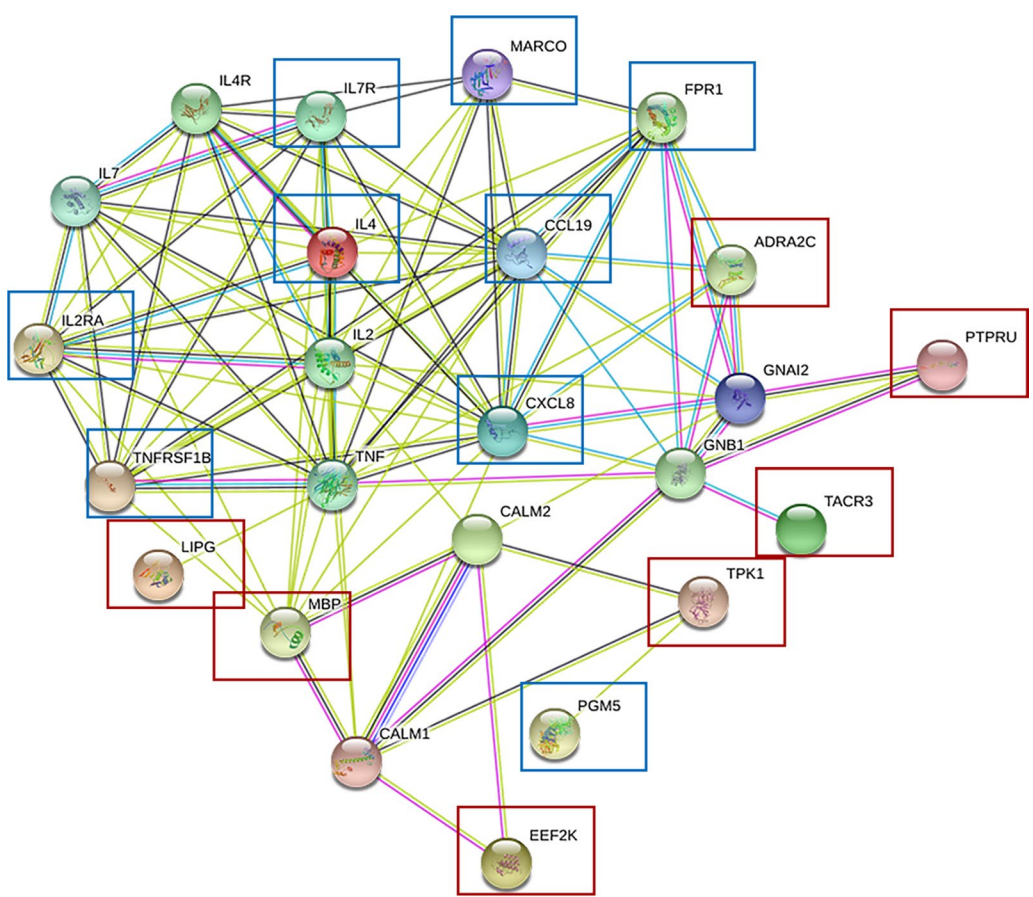 MARCO
IL4R
IL7R
FPR1
IL7
IL4
CCL19
ADRA2C
IL2RA
IL2
PTPRU
GNAI2
CXCL8
GNB1
TNFRSF1B
TNF
TACR3
CALM2
LIPG
TPK1
MBP
PGM5
CALM1
EEF2K